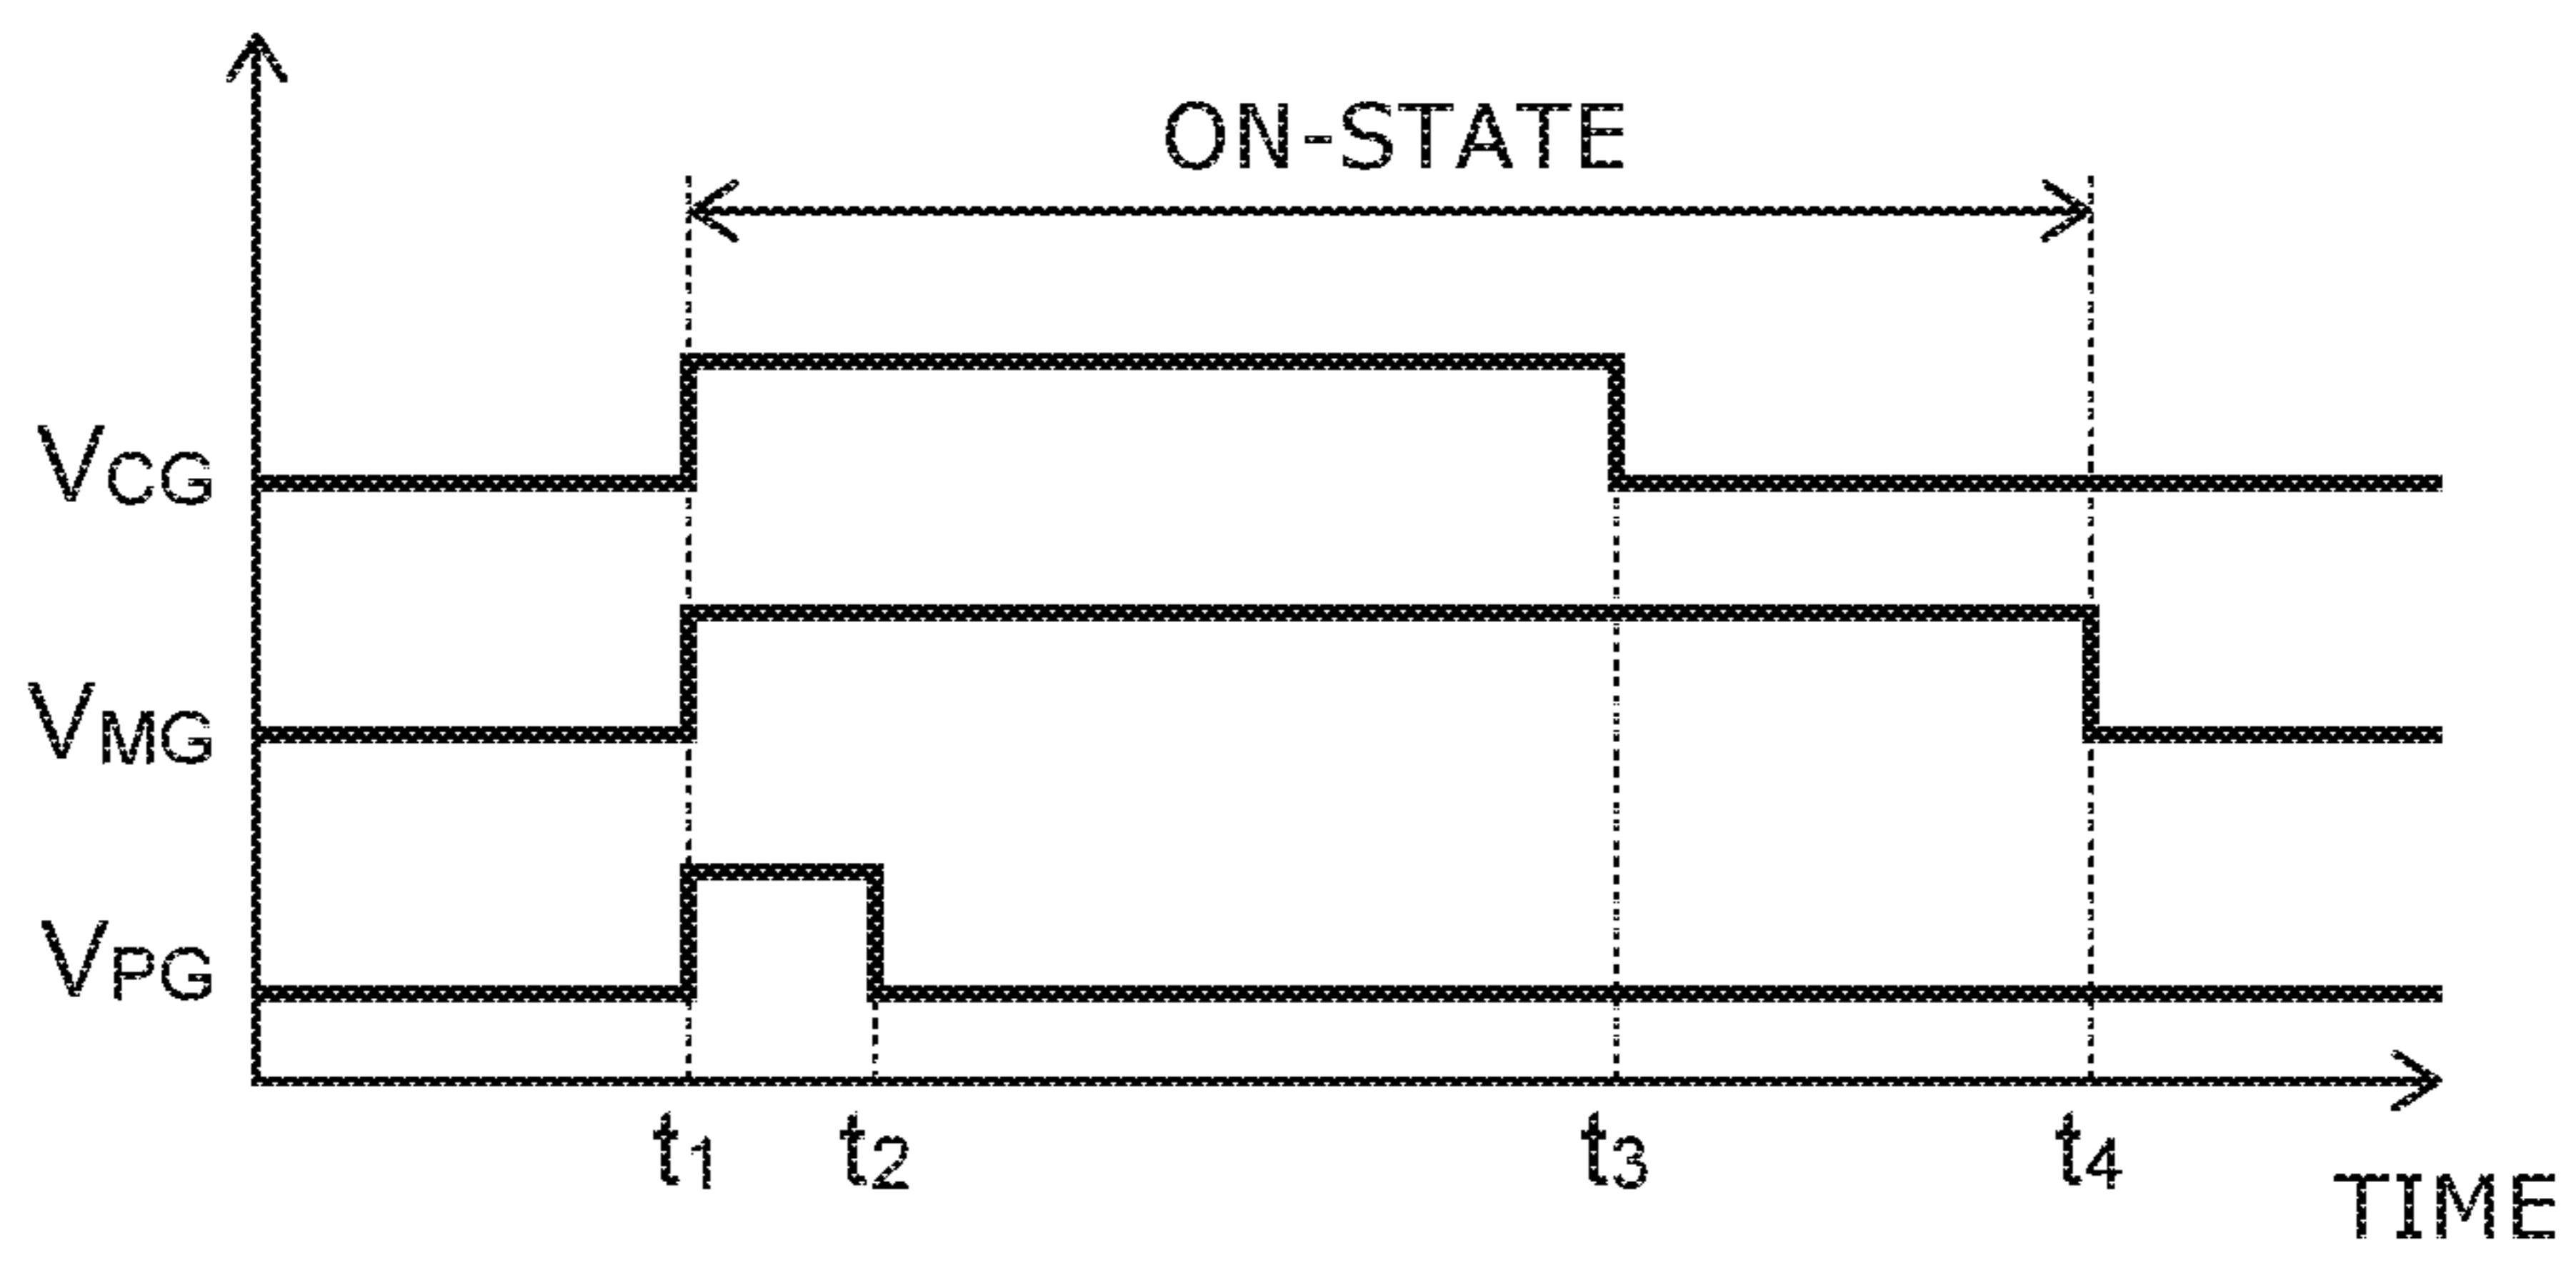 ON-STATE
VCG
VMG
VPG
t1 t2 t3 t4
TIME